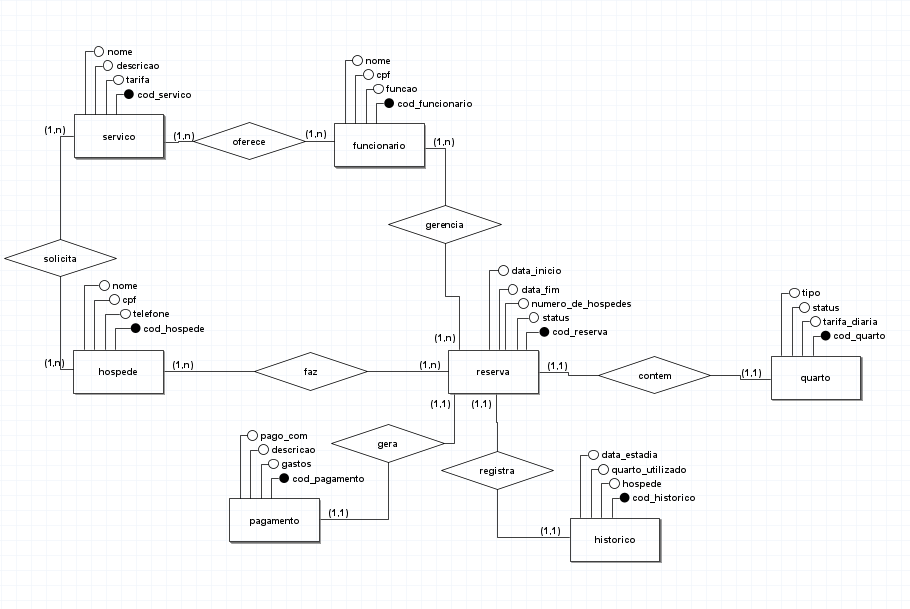 nome
descricao
tarifa
cod_servico
servico
(1,n)
(1,n)
oferece
(1,n)
nome
cpf
funcao
cod_funcionario
funcionario
(1,n)
gerencia
solicita
nome
cpf
telefone
cod_hospede
(1,n)
hospede
(1,n)
faz
(1,n)
(1,n)
data_inicio
data_fim
numero_de_hospedes
status
cod_reserva
reserva
(1,1)
contem
(1,1)
tipo
status
tarifa_diaria
cod_quarto
quarto
(1,1)
(1,1)
gera
registra
pago_com
descricao
gastos
cod_pagamento
pagamento
(1,1)
data_estadia
quarto_utilizado
hospede
cod_historico
(1,1)
historico